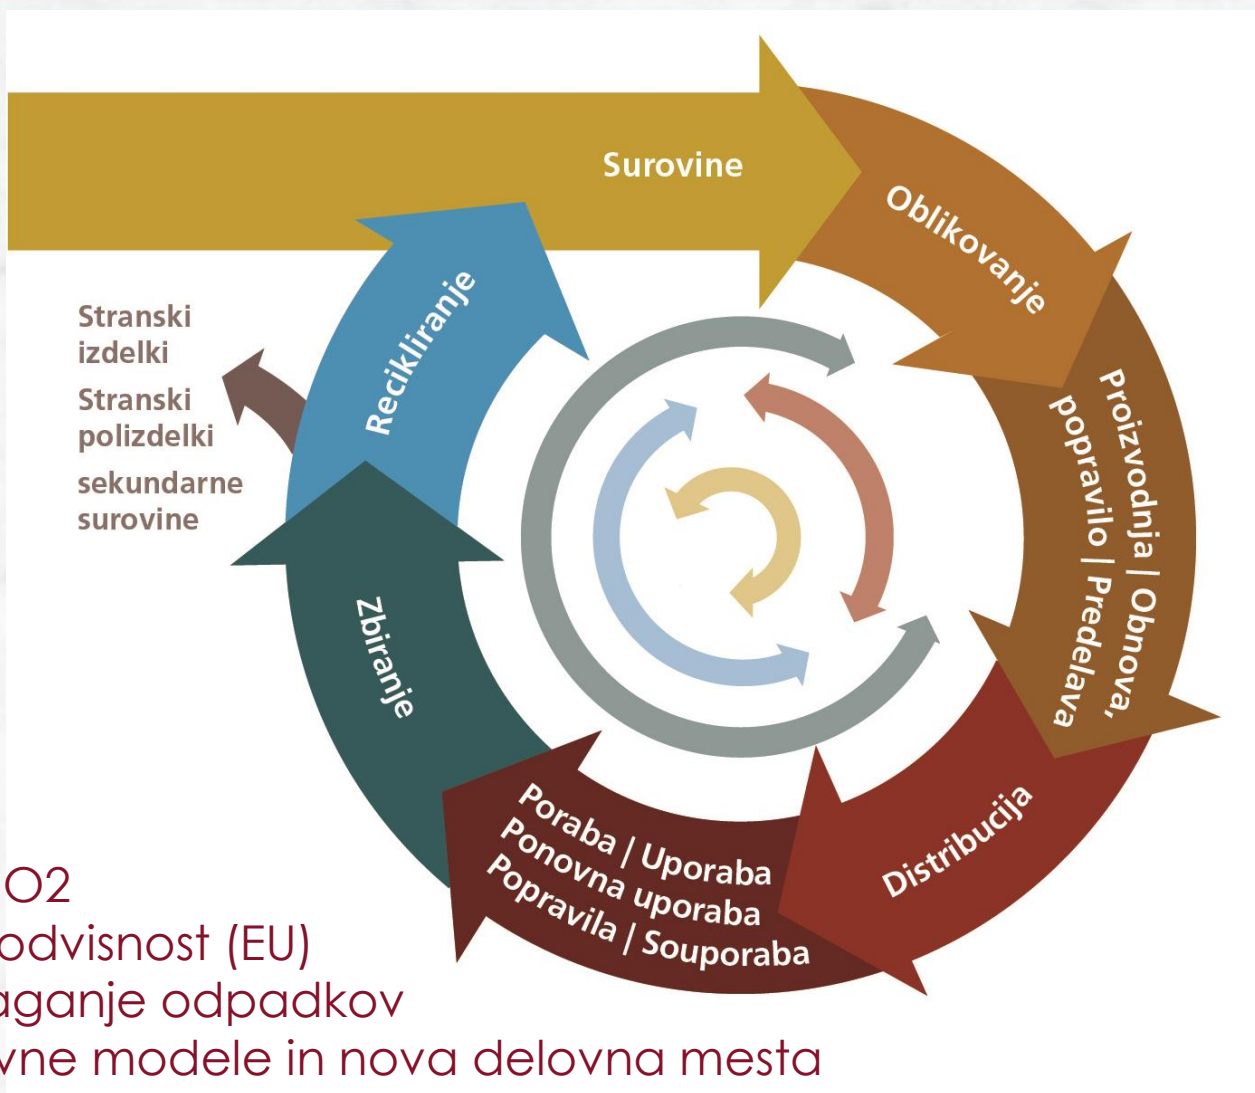 Surovine
Oblikovanje
Proizvodnja | Obnova,
popravilo | Predelava
Distribucija
Poraba | Uporaba
Ponovna uporaba
Popravila | Souporaba
Zbiranje
Recikliranje
Stranski
izdelki
Stranski
polizdelki
sekundarne
surovine
O2
odvisnost (EU)
aganje odpadkov
vne modele in nova delovna mesta